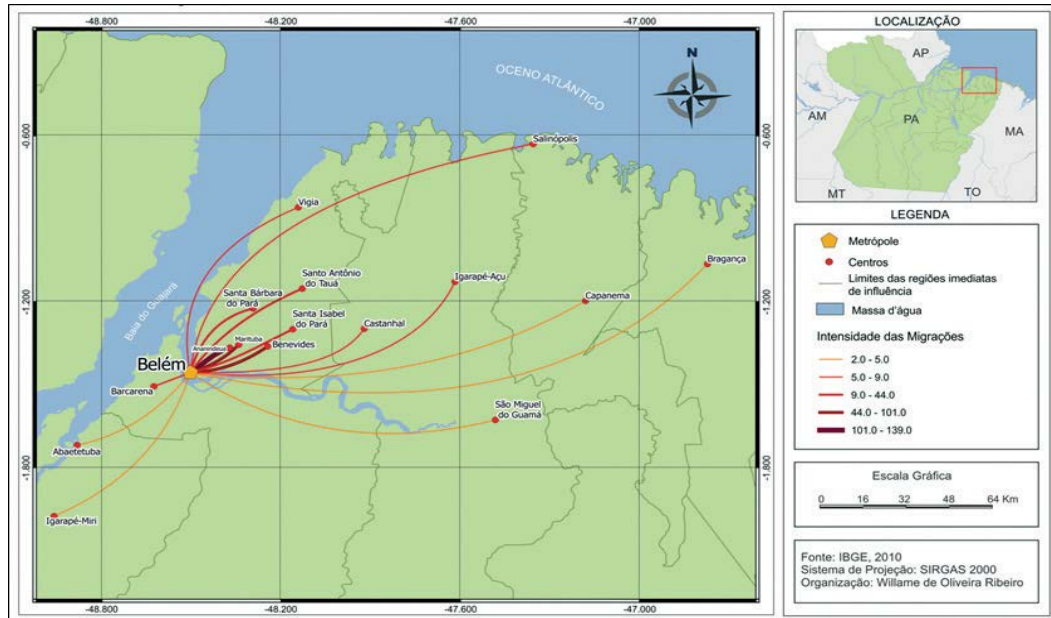 -48.800
-48.200
-47.600
-47.000
N
OCENO ATLÂNTICO
-0.600
-0.600
Salinópolis
Vigia
Baia do Guajará
Santo Antônio
do Tauá
Santa Bárbara
do Pará
Igarapé-Açu
Bragança
Capanema
-1.200
-1.200
Santa Isabel
do Pará
Castanhal
Marituba
Ananindeua
Benevides
Belém
Barcarena
São Miguel
do Guamá
Abaetetuba
-1.800
-1.800
Igarapé-Miri
-48.800
-48.200
-47.600
-47.000
LOCALIZAÇÃO
AP
AM
PA
MA
MT
TO
LEGENDA
Metrópole
Centros
Limites das regiões imediatas
de influência
Massa d'água
Intensidade das Migrações
2.0 - 5.0
5.0 - 9.0
9.0 - 44.0
44.0 - 101.0
101.0 - 139.0
Escala Gráfica
0 16 32 48 64 Km
Fonte: IBGE, 2010
Sistema de Projeção: SIRGAS 2000
Organização: Willame de Oliveira Ribeiro